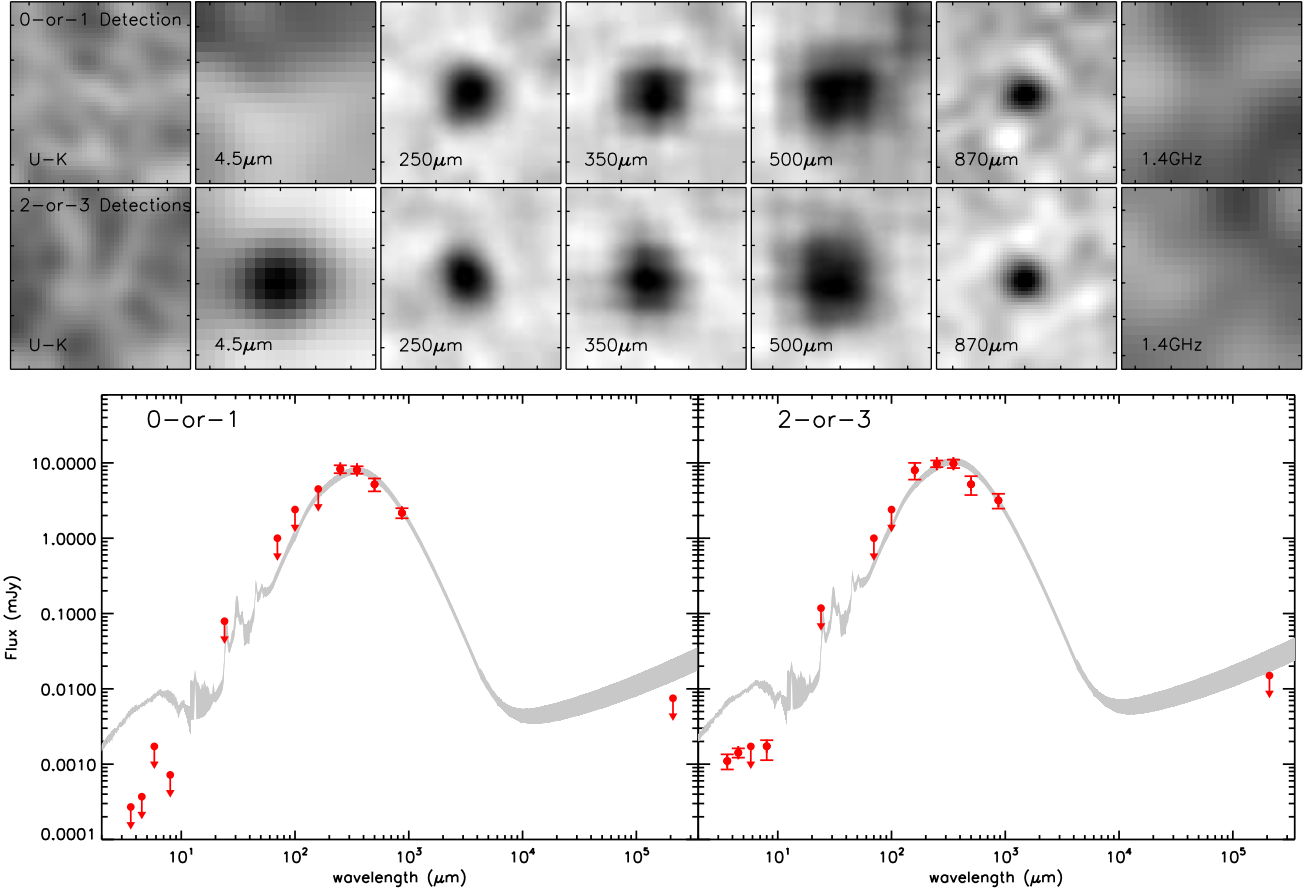 0-or-1 Detection
U-K
4.5μm
250μm
350μm
500μm
870μm
1.4GHz
2-or-3 Detections
U-K
4.5μm
250μm
350μm
500μm
870μm
1.4GHz
0-or-1
2-or-3
Flux (mJy)
10.0000
1.0000
0.1000
0.0100
0.0010
0.0001
10¹
10²
10³
10⁴
10⁵
10¹
10²
10³
10⁴
10⁵
wavelength (μm)
wavelength (μm)